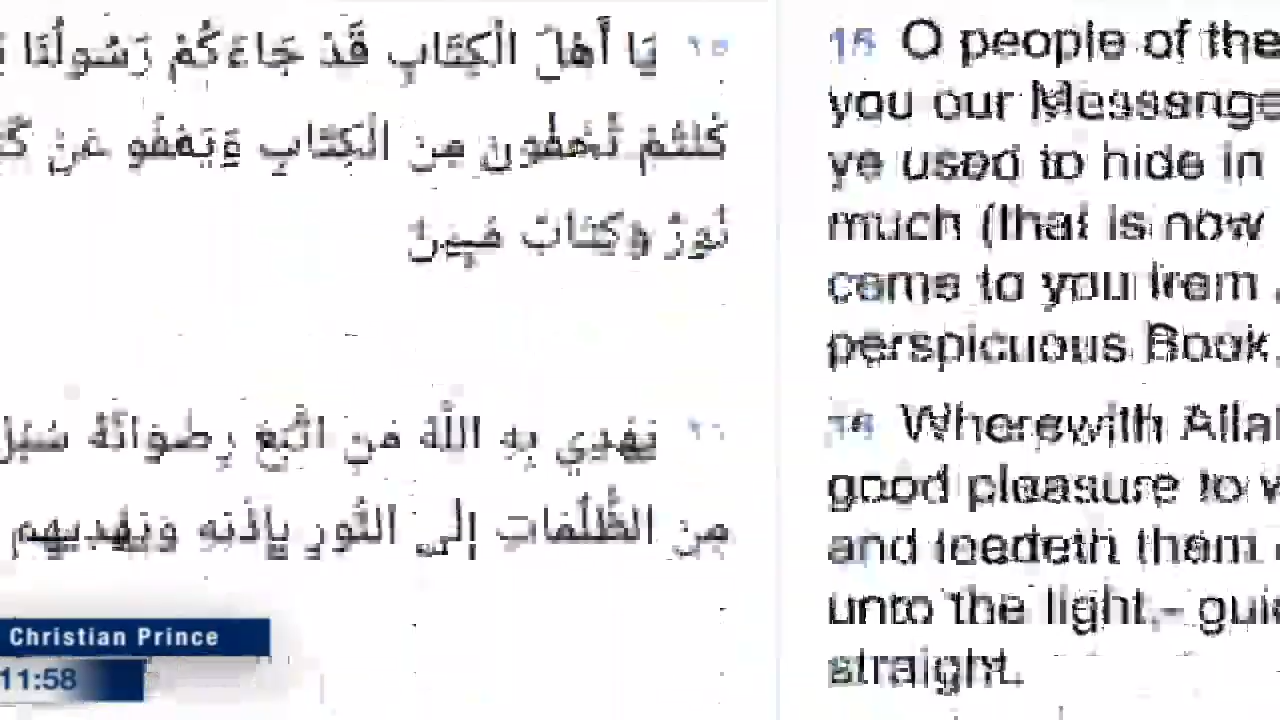 ١٥ يَا أَهْلَ الْكِتَابِ قَدْ جَاءَكُمْ رَسُولُنَا
كُنتُمْ تُخْفُونَ مِنَ الْكِتَابِ وَيَعْفُو عَن
نُورٌ وَكِتَابٌ مُّبِينٌ
يَهْدِي بِهِ اللَّهُ مَنِ اتَّبَعَ رِضْوَانَهُ سُبُلَ
مِّنَ الظُّلُمَاتِ إِلَى النُّورِ بِإِذْنِهِ وَيَهْدِيهِمْ
15 O people of the
you our Messenge
ye used to hide in
much (that is now
come to you from
perspicuous Book,
16 Wherewith Alla
good pleasure to w
and leadeth them
unto the light,- guid
straight.
Christian Prince
11:58